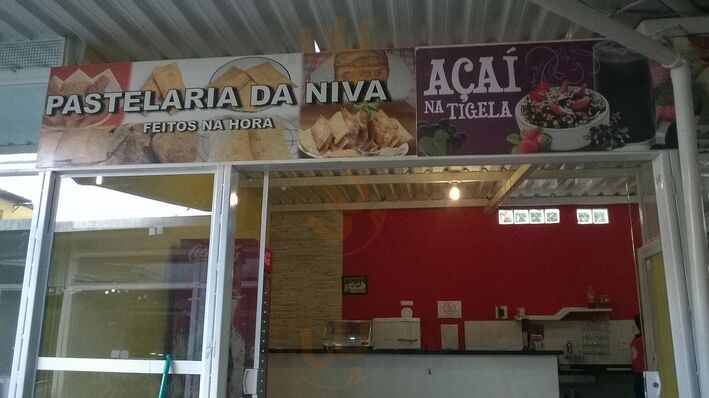 PASTELARIA DA NIVA
FEITOS NA HORA
AÇAÍ
NA TIGELA